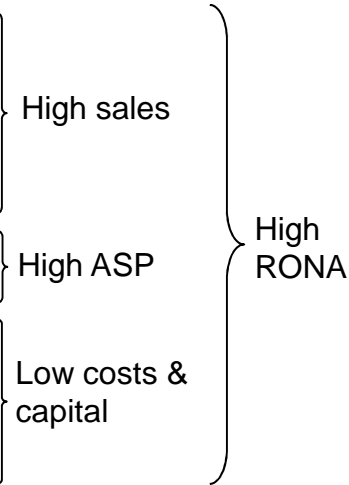 High sales
High ASP
Low costs &
capital
High
RONA